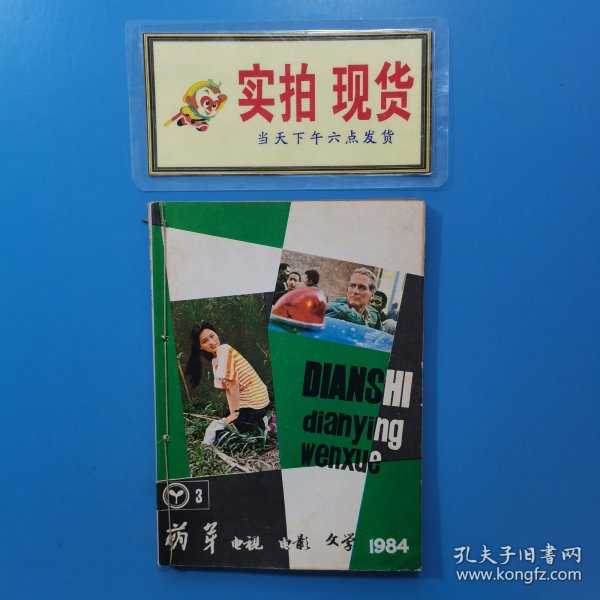 实拍 现货
当天下午六点发货
DIANSHI
dianying
wenxue
3
萌芽 电视 电影 文学 1984
孔夫子旧书网
www.kongfz.com